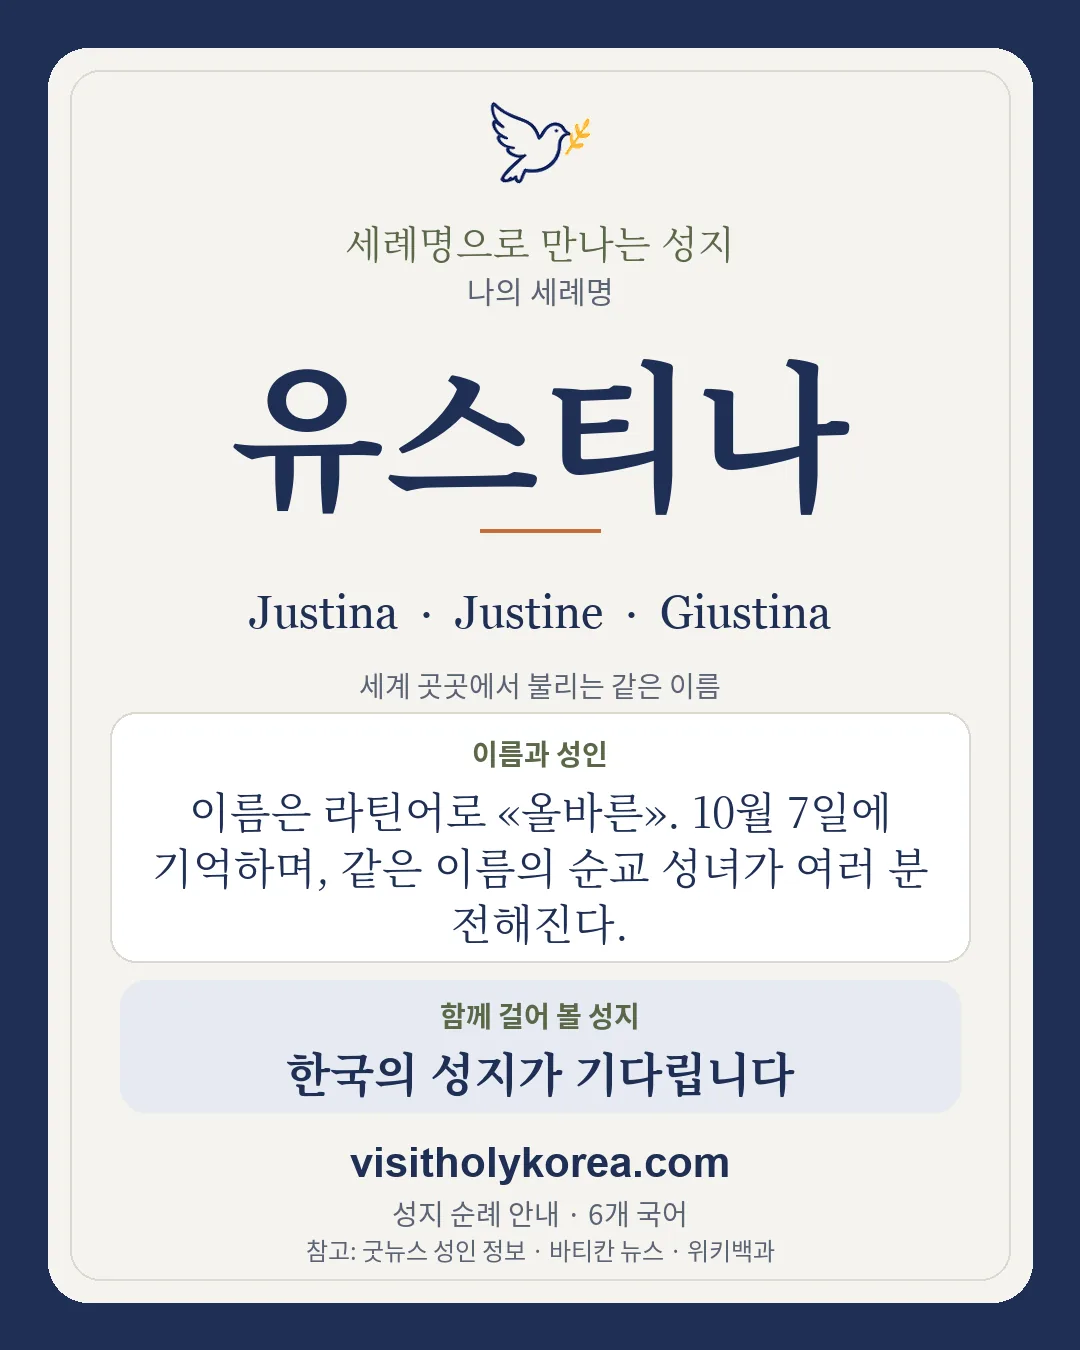 세례명으로 만나는 성지
나의 세례명
유스티나
Justina · Justine · Giustina
세계 곳곳에서 불리는 같은 이름
이름과 성인
이름은 라틴어로 «올바른». 10월 7일에
기억하며, 같은 이름의 순교 성녀가 여러 분
전해진다.
함께 걸어 볼 성지
한국의 성지가 기다립니다
visitholykorea.com
성지 순례 안내 · 6개 국어
참고: 굿뉴스 성인 정보 · 바티칸 뉴스 · 위키백과